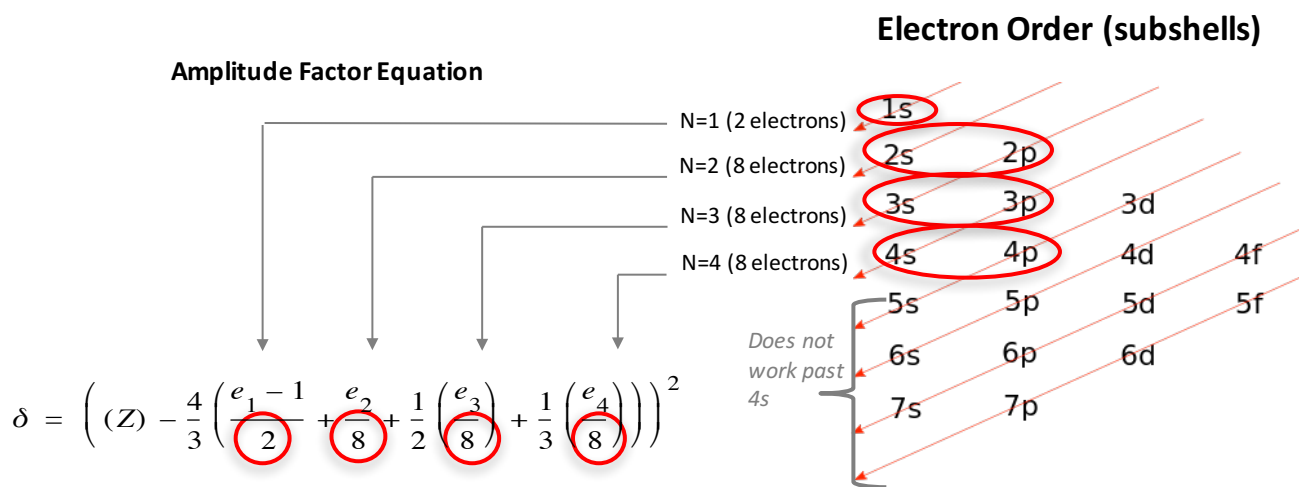 Electron Order (subshells)
Amplitude Factor Equation
1s
N=1 (2 electrons)
2s 2p
N=2 (8 electrons)
3s 3p 3d
N=3 (8 electrons)
4s 4p 4d 4f
N=4 (8 electrons)
5s 5p 5d 5f
Does not
work past
4s
6s 6p 6d
7s 7p
δ = ( (Z) − 4/3 ( (e₁ − 1)/2 + e₂/8 + 1/2 ( e₃/8 ) + 1/3 ( e₄/8 ) ) )²